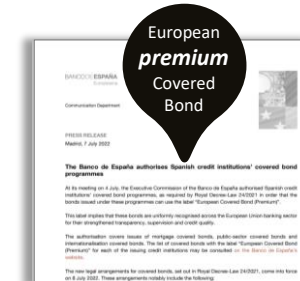 European
premium
Covered
Bond
BANCO DE ESPAÑA
Eurosistema
Communication Department
PRESS RELEASE
Madrid, 7 July 2022
The Banco de España authorises Spanish credit institutions' covered bond
programmes
At its meeting on 4 July, the Executive Commission of the Banco de España authorised Spanish credit
institutions' covered bond programmes, as required by Royal Decree-Law 24/2021 in order that the
bonds issued under these programmes can use the label "European Covered Bond (Premium)".
This label implies that these bonds are uniformly recognised across the European Union banking sector
for their strengthened transparency, supervision and credit quality.
The authorisation covers issues of mortgage covered bonds, public-sector covered bonds and
internationalisation covered bonds. The list of covered bonds with the label "European Covered Bond
(Premium)" for each of the issuing credit institutions may be consulted on the Banco de España's
website.
The new legal arrangements for covered bonds, set out in Royal Decree-Law 24/2021, come into force
on 8 July 2022. These arrangements notably include the following: